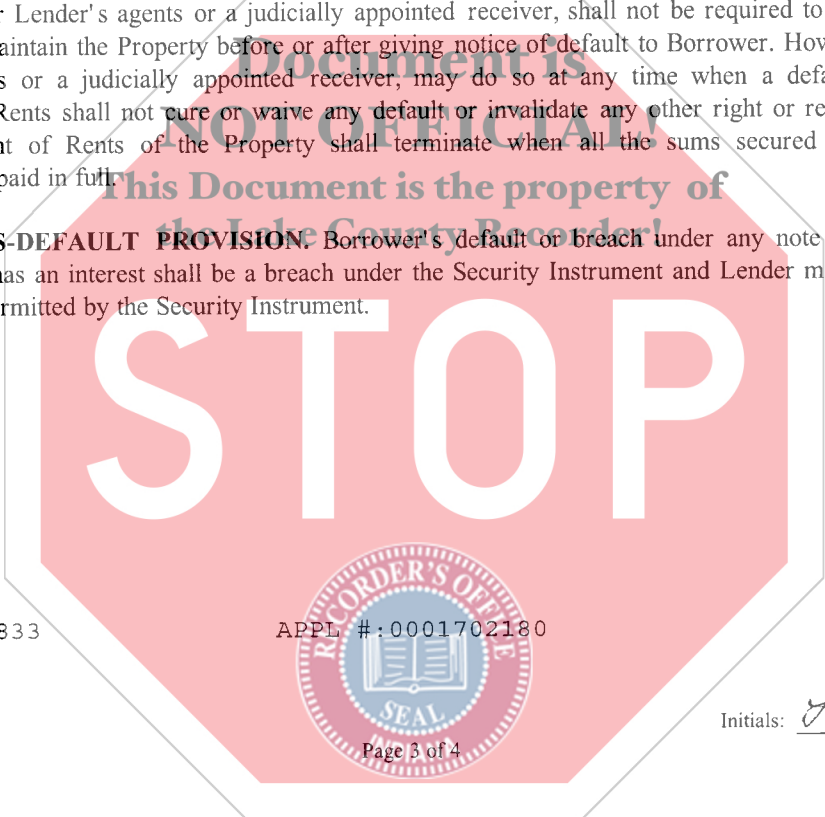 r Lender's agents or a judicially appointed receiver, shall not be required to
aintain the Property before or after giving notice of default to Borrower. How
s or a judicially appointed receiver, may do so at any time when a defa
Rents shall not cure or waive any default or invalidate any other right or re
nt of Rents of the Property shall terminate when all the sums secured
paid in full.
Document is
NOT OFFICIAL!
This Document is the property of
the Lake County Recorder!
S-DEFAULT PROVISION. Borrower's default or breach under any note
has an interest shall be a breach under the Security Instrument and Lender m
rmitted by the Security Instrument.
STOP
RECORDER'S OFFICE
SEAL
INDIANA
833
APPL #:0001702180
Initials:
Page 3 of 4